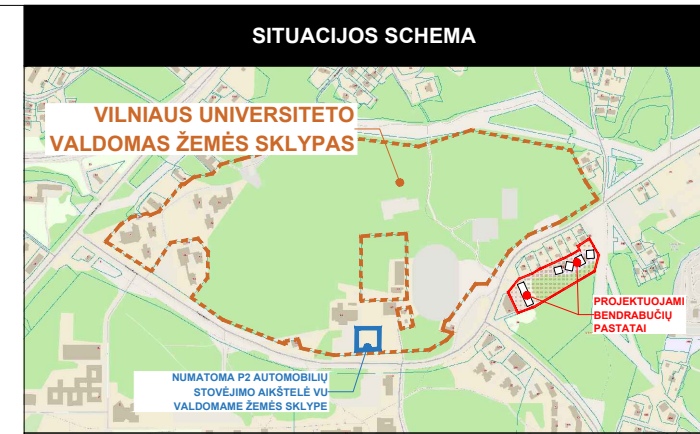 SITUACIJOS SCHEMA
VILNIAUS UNIVERSITETO
VALDOMAS ŽEMĖS SKLYPAS
PROJEKTUOJAMI
BENDRABUČIŲ
PASTATAI
NUMATOMA P2 AUTOMOBILIŲ
STOVĖJIMO AIKŠTELĖ VU
VALDOMAME ŽEMĖS SKLYPE